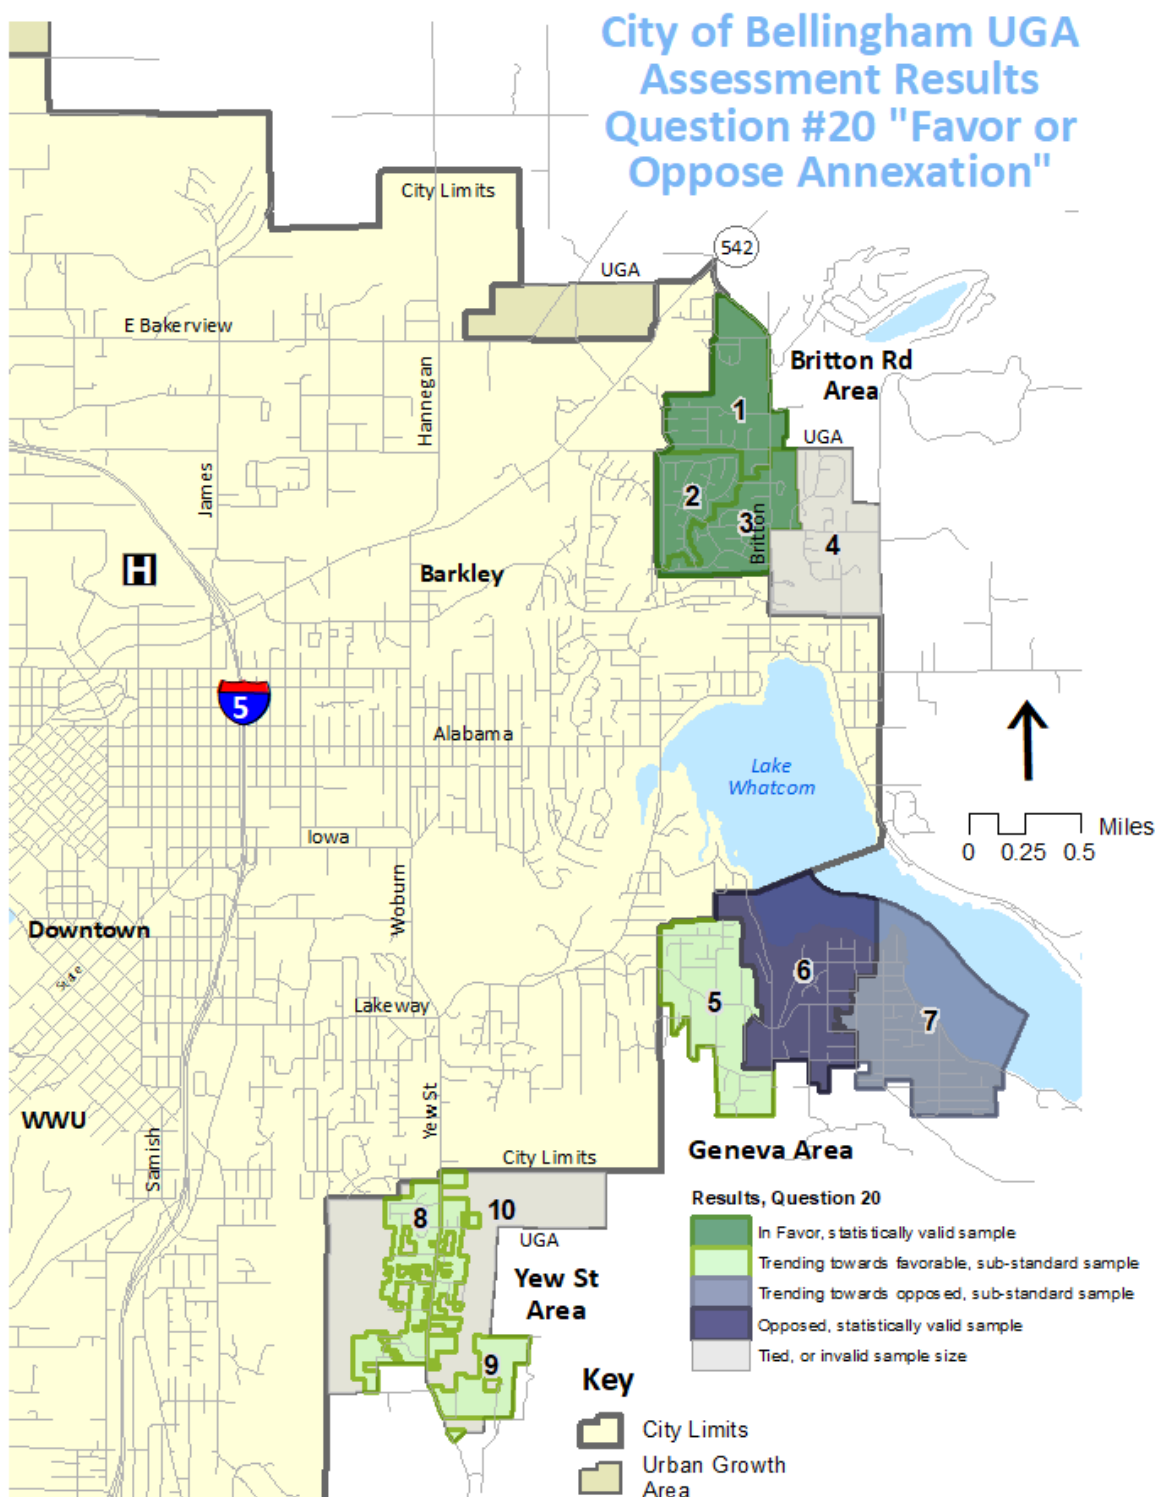 City of Bellingham UGA
Assessment Results
Question #20 "Favor or
Oppose Annexation"
City Limits
542
UGA
E Bakerview
Britton Rd
Area
Hannegan
1
UGA
James
2
3
Britton
4
H
Barkley
5
Alabama
Lake
Whatcom
Miles
0 0.25 0.5
Iowa
Woburn
Downtown
State
6
5
7
Lakeway
Yew St
WWU
Samish
Geneva Area
City Limits
Results, Question 20
In Favor, statistically valid sample
Trending towards favorable, sub-standard sample
Trending towards opposed, sub-standard sample
Opposed, statistically valid sample
Tied, or invalid sample size
8
10
UGA
Yew St
Area
9
Key
City Limits
Urban Growth
Area